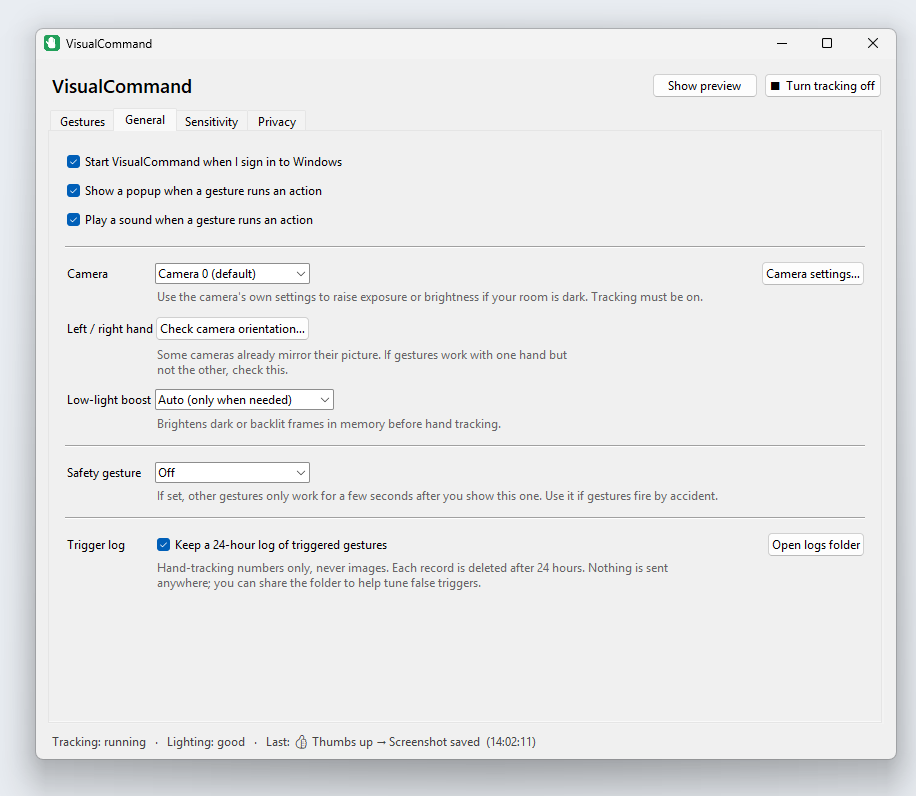 VisualCommand
VisualCommand
Show preview
Turn tracking off
Gestures
General
Sensitivity
Privacy
Start VisualCommand when I sign in to Windows
Show a popup when a gesture runs an action
Play a sound when a gesture runs an action
Camera
Camera 0 (default)
Camera settings...
Use the camera's own settings to raise exposure or brightness if your room is dark. Tracking must be on.
Left / right hand
Check camera orientation...
Some cameras already mirror their picture. If gestures work with one hand but
not the other, check this.
Low-light boost
Auto (only when needed)
Brightens dark or backlit frames in memory before hand tracking.
Safety gesture
Off
If set, other gestures only work for a few seconds after you show this one. Use it if gestures fire by accident.
Trigger log
Keep a 24-hour log of triggered gestures
Open logs folder
Hand-tracking numbers only, never images. Each record is deleted after 24 hours. Nothing is sent
anywhere; you can share the folder to help tune false triggers.
Tracking: running · Lighting: good · Last: 👍 Thumbs up → Screenshot saved (14:02:11)